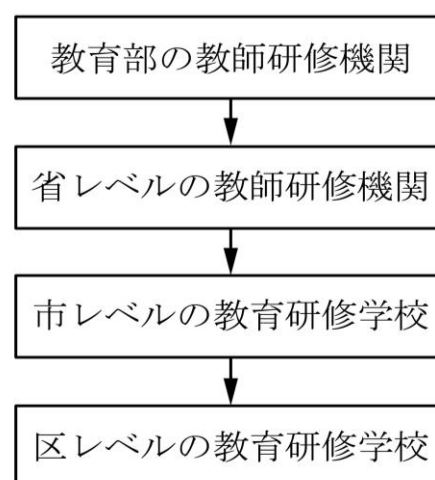 教育部の教師研修機関
省レベルの教師研修機関
市レベルの教育研修学校
区レベルの教育研修学校